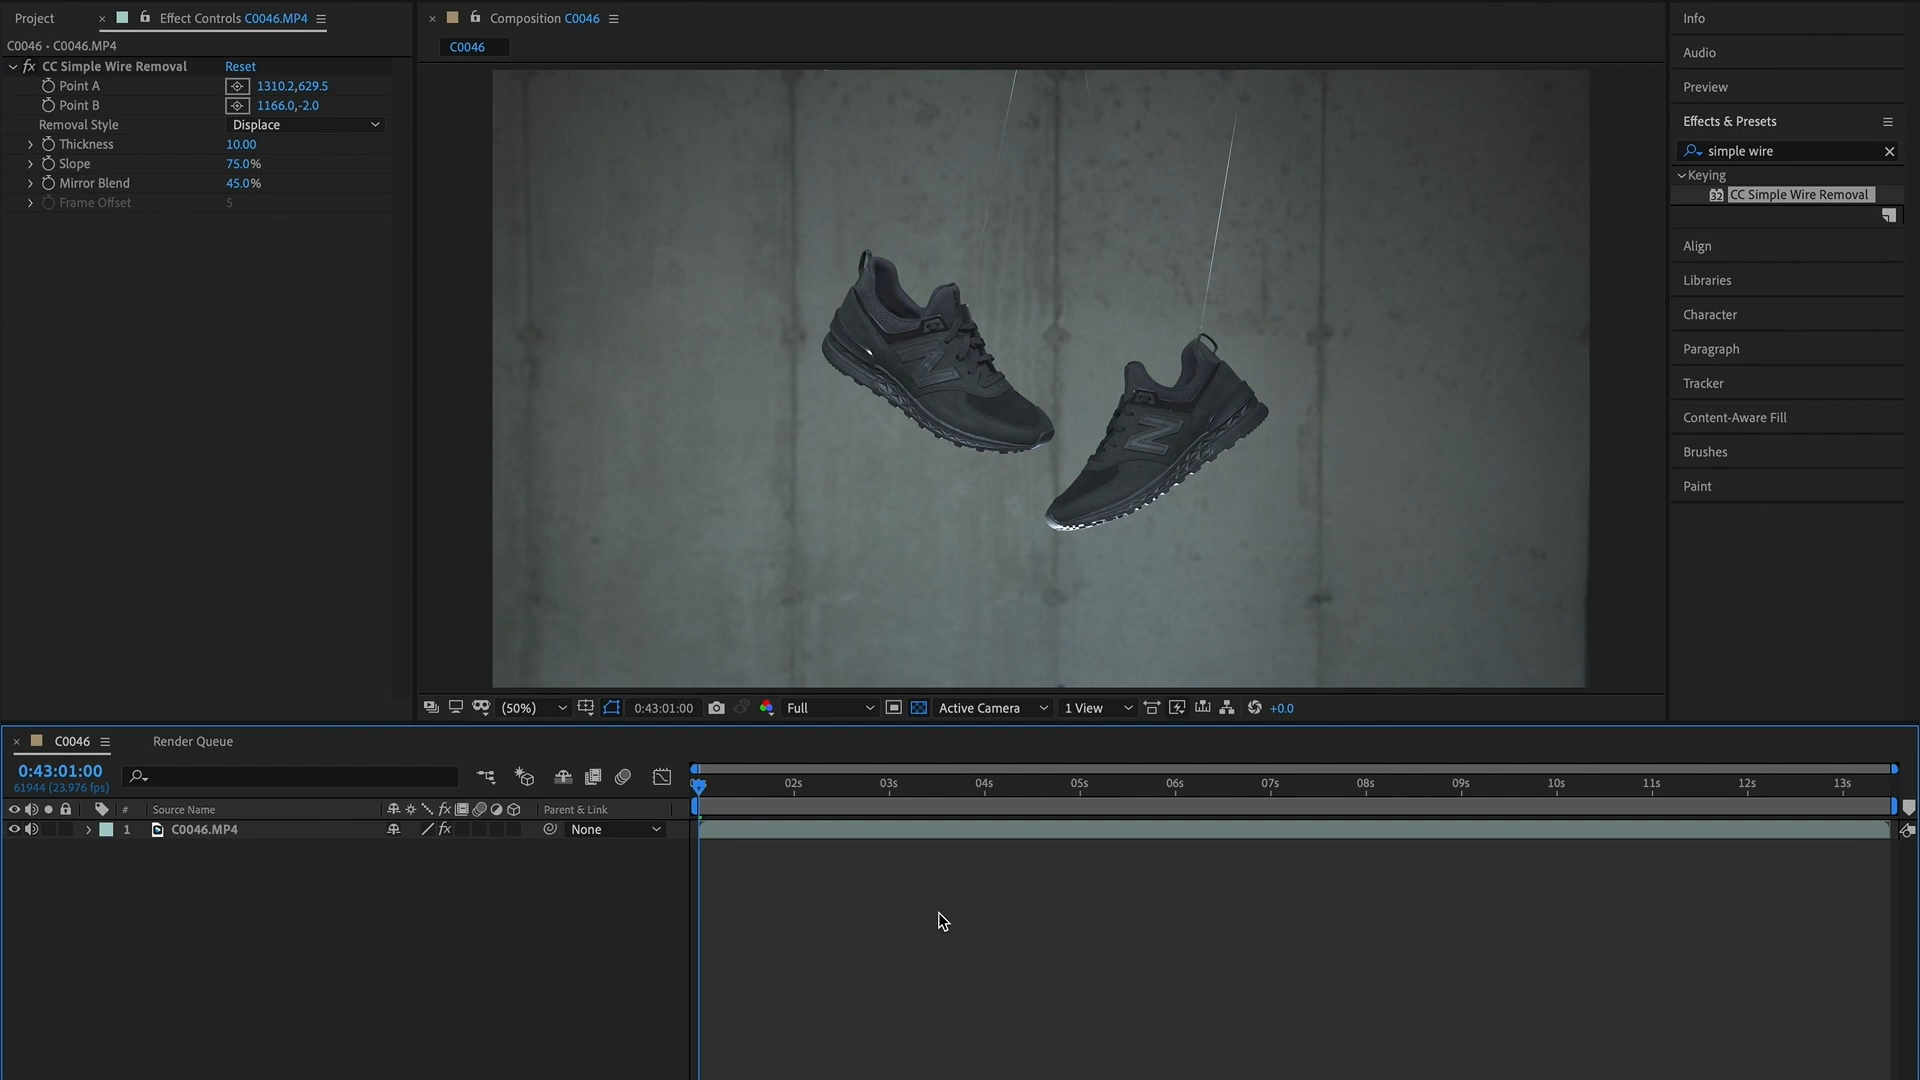 Project
× Effect Controls C0046.MP4
C0046 • C0046.MP4
fx CC Simple Wire Removal Reset
Point A 1310.2,629.5
Point B 1166.0,-2.0
Removal Style Displace
Thickness 10.00
Slope 75.0%
Mirror Blend 45.0%
Frame Offset 5
× Composition C0046
C0046
N
N
(50%) 0:43:01:00 Full Active Camera 1 View +0.0
Info
Audio
Preview
Effects & Presets
simple wire
Keying
32 CC Simple Wire Removal
Align
Libraries
Character
Paragraph
Tracker
Content-Aware Fill
Brushes
Paint
× C0046 Render Queue
0:43:01:00
61944 (23.976 fps)
# Source Name fx Parent & Link
1 C0046.MP4 fx None
02s 03s 04s 05s 06s 07s 08s 09s 10s 11s 12s 13s